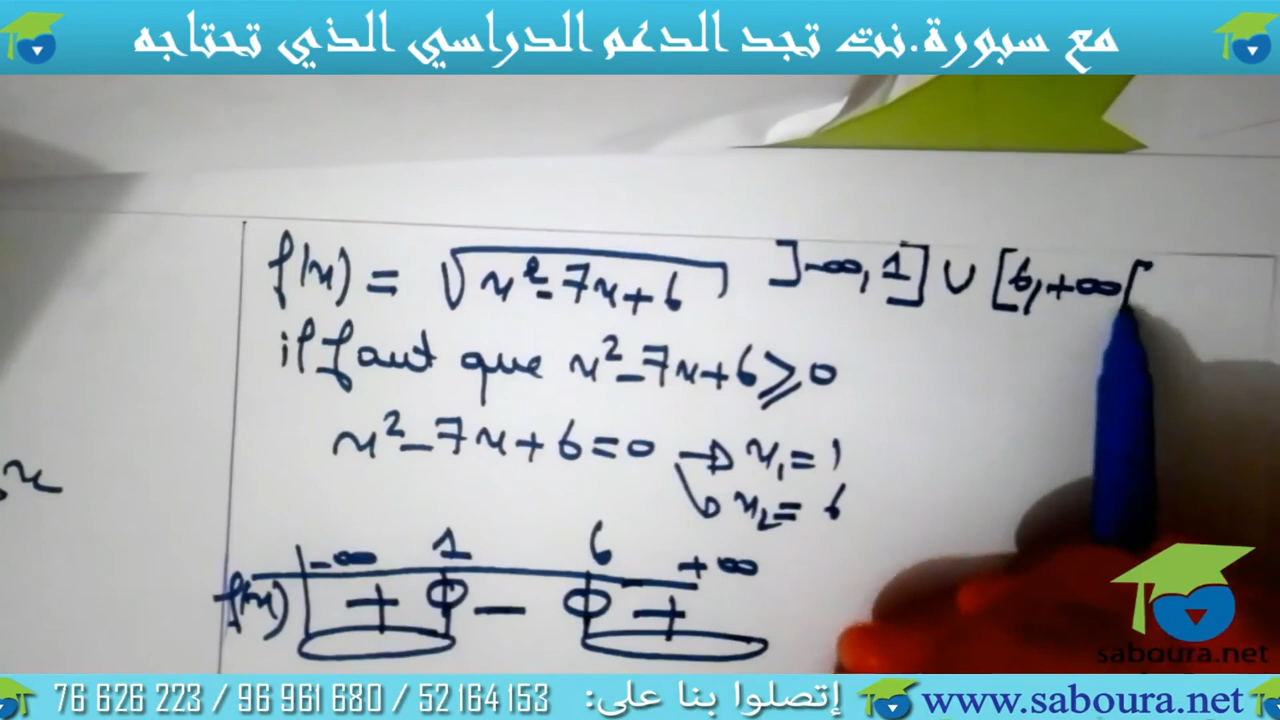 مع سبورة.نت تجد الدعم الدراسي الذي تحتاجه
f(x) = √(x² - 7x + 6) ]-∞, 1] ∪ [6, +∞[
il faut que x² - 7x + 6 ⩾ 0
x² - 7x + 6 = 0 → x₁ = 1
↳ x₂ = 6
x
-∞ 1 6 +∞
f(x) + 0 - 0 +
saboura.net
76 626 223 / 96 961 680 / 52 164 153 إتصلوا بنا على: www.saboura.net